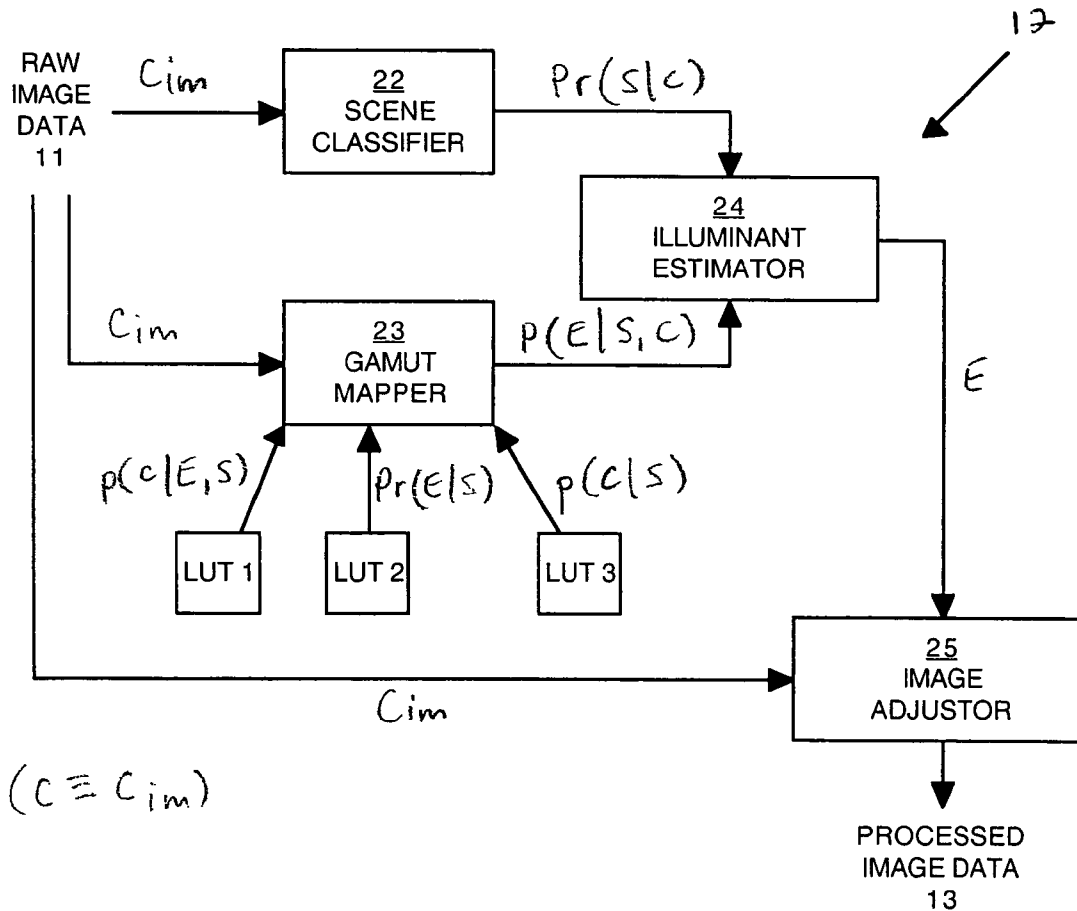 12
RAW
IMAGE
DATA
11
Cim
22
SCENE
CLASSIFIER
Pr(S|C)
24
ILLUMINANT
ESTIMATOR
Cim
23
GAMUT
MAPPER
p(E|S,C)
E
p(C|E,S)
Pr(E|S)
p(C|S)
LUT 1
LUT 2
LUT 3
25
IMAGE
ADJUSTOR
Cim
(C ≡ Cim)
PROCESSED
IMAGE DATA
13